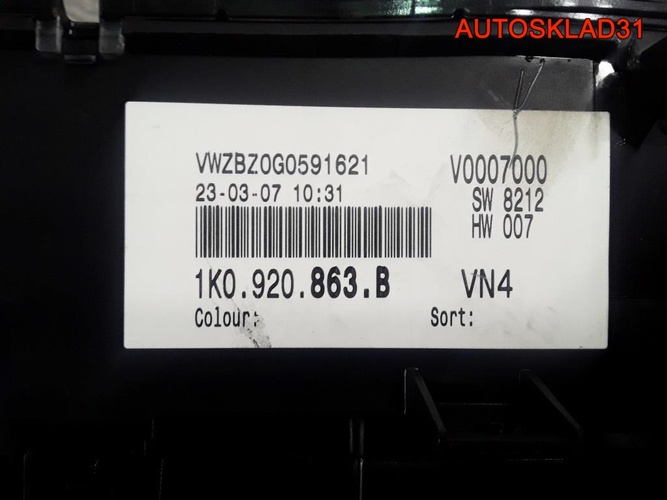 AUTOSKLAD31
VWZBZ0G0591621
23-03-07 10:31
V0007000
SW 8212
HW 007
1K0.920.863.B
VN4
Colour:
Sort: